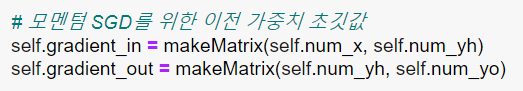 # 모멘텀 SGD를 위한 이전 가중치 초깃값
self.gradient_in = makeMatrix(self.num_x, self.num_yh)
self.gradient_out = makeMatrix(self.num_yh, self.num_yo)